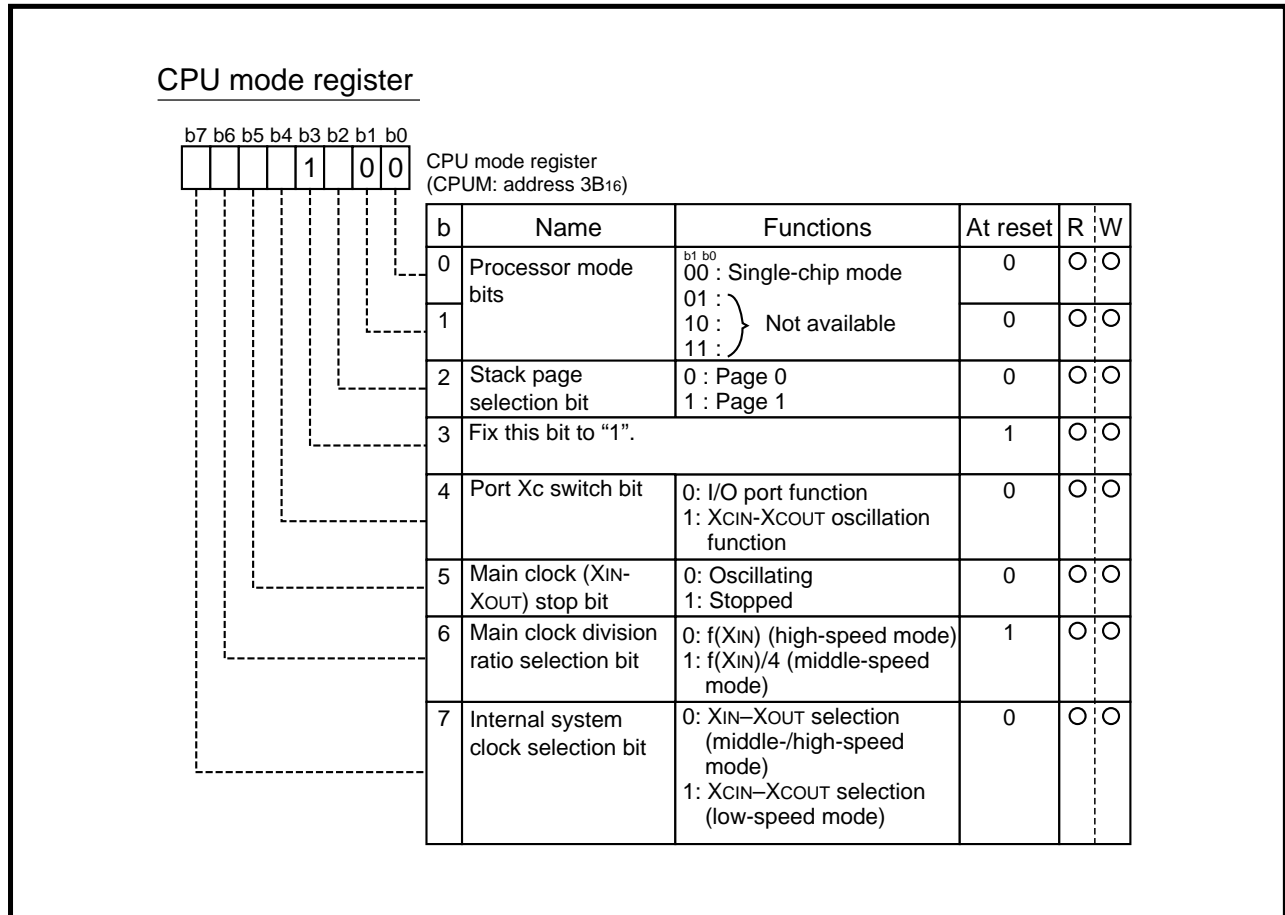 CPU mode register
b7 b6 b5 b4 b3 b2 b1 b0
1 0 0
CPU mode register
(CPUM: address 3B16)
b Name Functions At reset R W
0 Processor mode bits
b1 b0
00 : Single-chip mode
01 :
10 : Not available
11 :
0
1
0
2 Stack page
selection bit
0 : Page 0
1 : Page 1
0
3 Fix this bit to “1”. 1
4 Port Xc switch bit
0: I/O port function
1: XCIN-XCOUT oscillation
function
0
5 Main clock (XIN-
XOUT) stop bit
0: Oscillating
1: Stopped
0
6 Main clock division
ratio selection bit
0: f(XIN) (high-speed mode)
1: f(XIN)/4 (middle-speed
mode)
1
7 Internal system
clock selection bit
0: XIN–XOUT selection
(middle-/high-speed
mode)
1: XCIN–XCOUT selection
(low-speed mode)
0